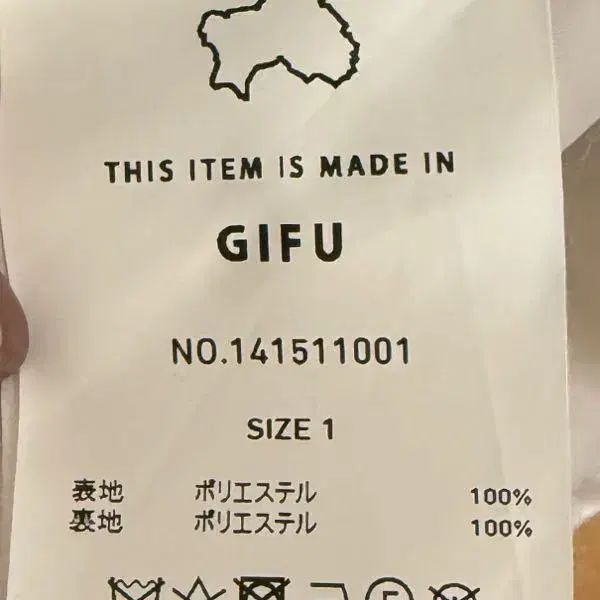 THIS ITEM IS MADE IN
GIFU
NO.141511001
SIZE 1
表地 ポリエステル 100%
裏地 ポリエステル 100%